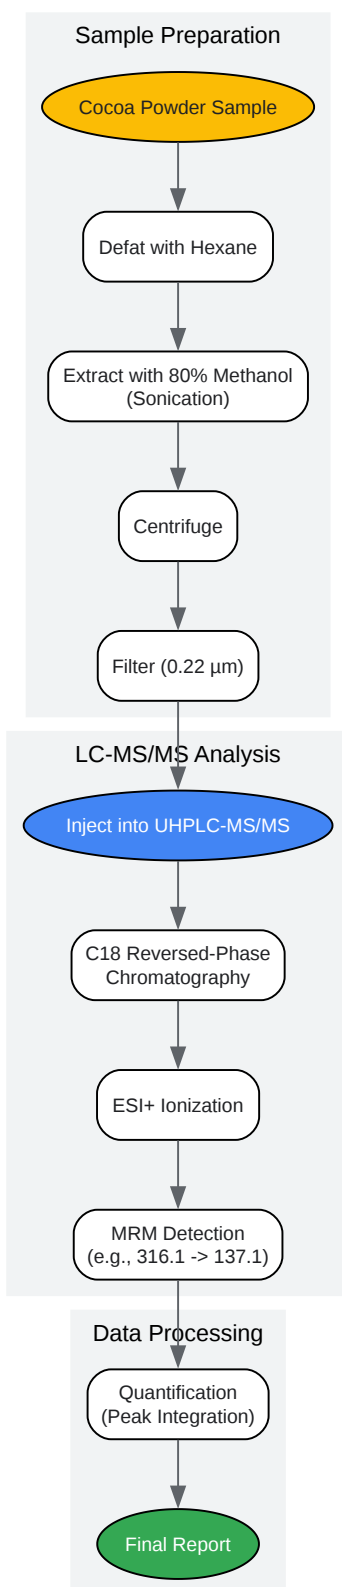 Sample Preparation
Cocoa Powder Sample
Defat with Hexane
Extract with 80% Methanol
(Sonication)
Centrifuge
Filter (0.22 µm)
LC-MS/MS Analysis
Inject into UHPLC-MS/MS
C18 Reversed-Phase
Chromatography
ESI+ Ionization
MRM Detection
(e.g., 316.1 -> 137.1)
Data Processing
Quantification
(Peak Integration)
Final Report